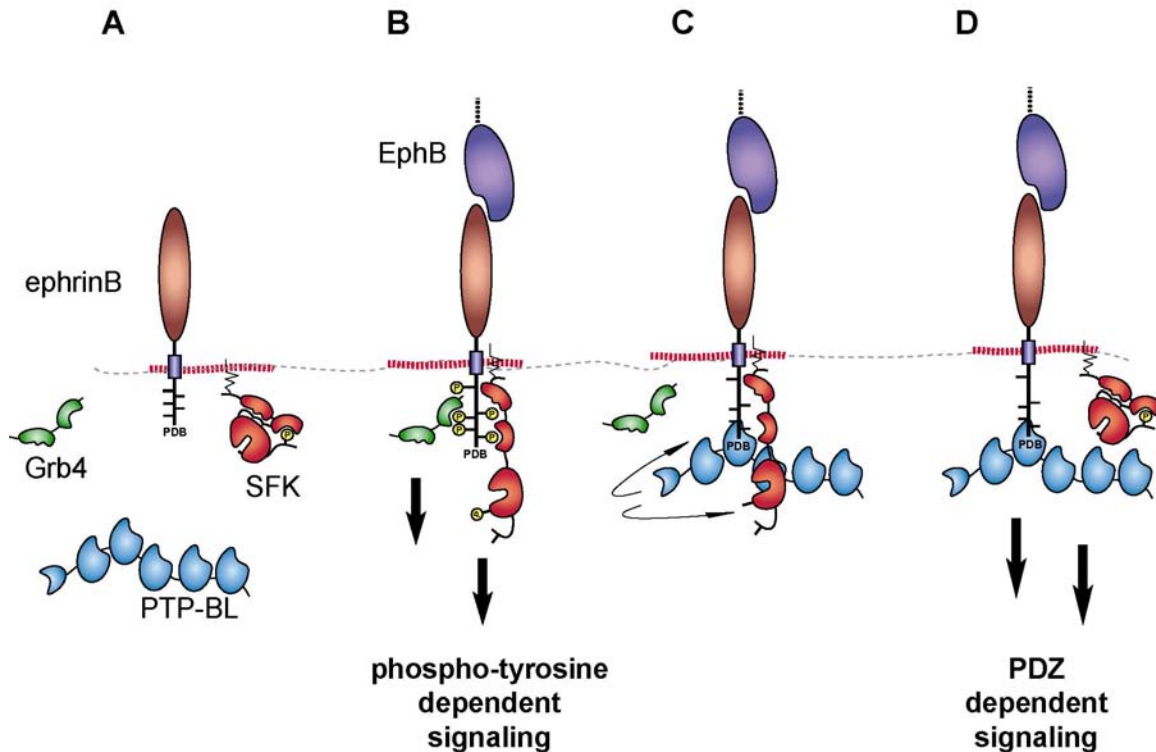 A
B
C
D
EphB
ephrinB
P
P
P
P
P
PDB
PDB
PDB
PDB
P
P
Grb4
SFK
P
PTP-BL
phospho-tyrosine
dependent
signaling
PDZ
dependent
signaling